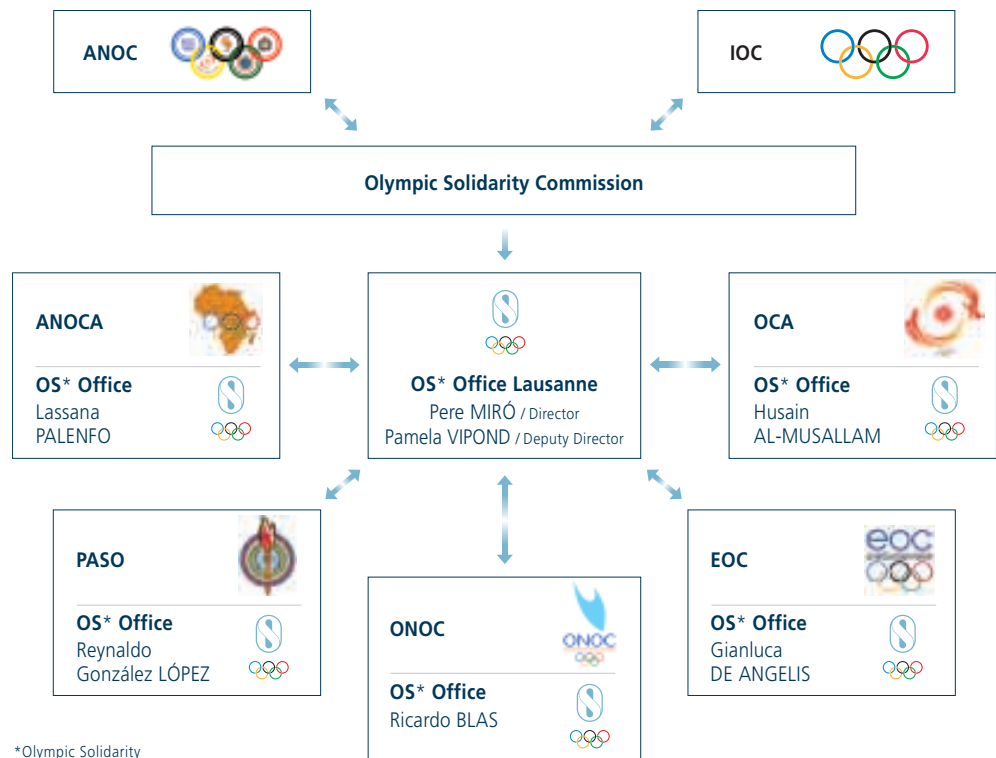 ANOC
IOC
Olympic Solidarity Commission
ANOCA
OS* Office
Lassana
PALENFO
OS* Office Lausanne
Pere MIRÓ / Director
Pamela VIPOND / Deputy Director
OCA
OS* Office
Husain
AL-MUSALLAM
PASO
OS* Office
Reynaldo
González LÓPEZ
ONOC
ONOC
OS* Office
Ricardo BLAS
EOC
eoc
OS* Office
Gianluca
DE ANGELIS
*Olympic Solidarity